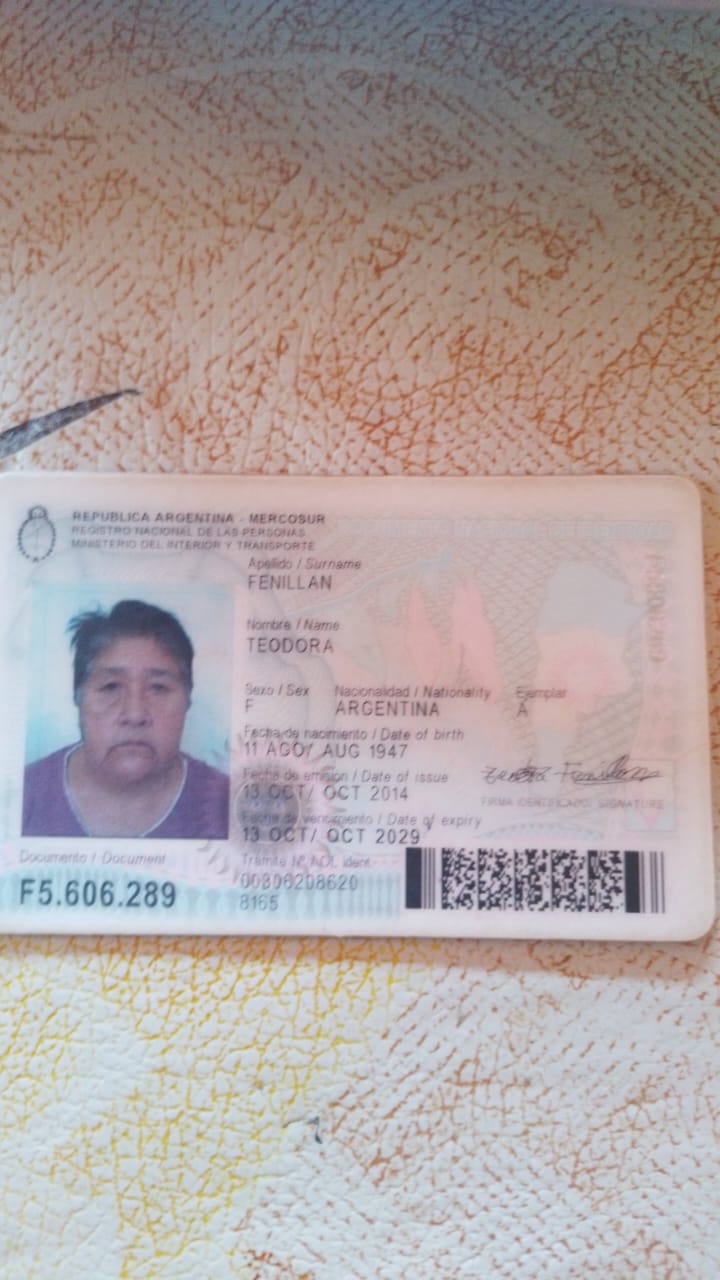 REPUBLICA ARGENTINA - MERCOSUR
REGISTRO NACIONAL DE LAS PERSONAS
MINISTERIO DEL INTERIOR Y TRANSPORTE
Apellido / Surname
FENILLAN
Nombre / Name
TEODORA
Sexo / Sex Nacionalidad / Nationality Ejemplar
F ARGENTINA A
Fecha de nacimiento / Date of birth
11 AGO/ AUG 1947
Fecha de emisión / Date of issue
13 OCT/ OCT 2014
Fecha de vencimiento / Date of expiry
13 OCT/ OCT 2029
FIRMA IDENTIFICADO/ SIGNATURE
Documento / Document
F5.606.289
Trámite Nº /Of. ident.
00306208620
8165